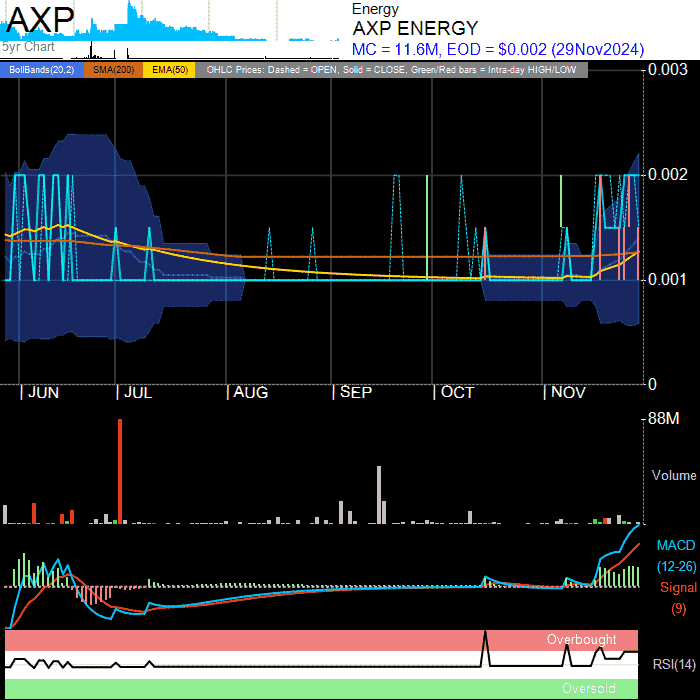 AXP
5yr Chart
Energy
AXP ENERGY
MC = 11.6M, EOD = $0.002 (29Nov2024)
BollBands(20,2) SMA(200) EMA(50) OHLC Prices: Dashed = OPEN, Solid = CLOSE, Green/Red bars = Intra-day HIGH/LOW
0.003
0.002
0.001
0
| JUN | JUL | AUG | SEP | OCT | NOV
88M
Volume
MACD
(12-26)
Signal
(9)
Overbought
RSI(14)
Oversold